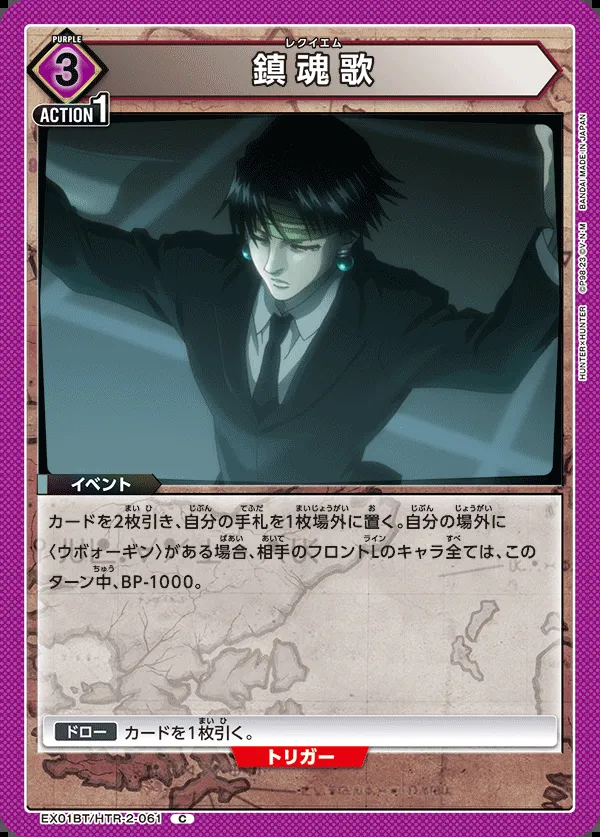 PURPLE
3
ACTION 1
レクイエム
鎮魂歌
HUNTER×HUNTER ©P98-23 ©V・N・M BANDAI MADE IN JAPAN
イベント
カードを2枚引き、自分の手札を1枚場外に置く。自分の場外に
〈ウボォーギン〉がある場合、相手のフロントLのキャラ全ては、この
ターン中、BP-1000。
ドロー カードを1枚引く。
トリガー
EX01BT/HTR-2-061 C